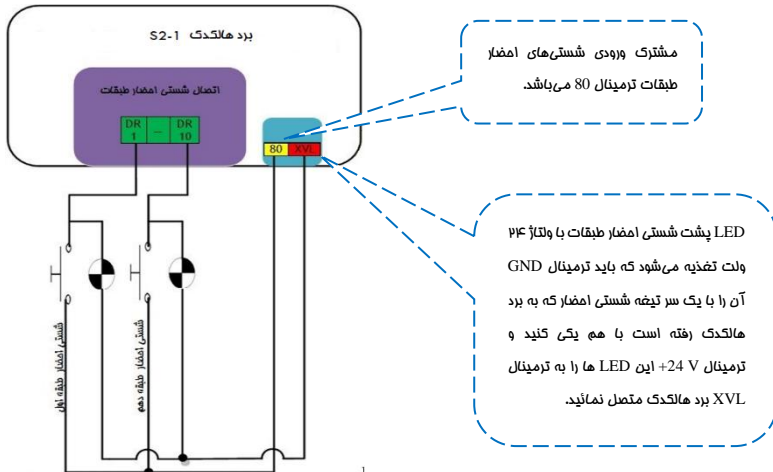 برد هالکدک S2-1
اتصال شستی احضار طبقات
DR
1
...
DR
10
80
XVL
شستی احضار طبقه اول
شستی احضار طبقه دهم
مشترک ورودی شستی‌های احضار
طبقات ترمینال 80 می‌باشد.
LED پشت شستی احضار طبقات با ولتاژ ۲۴
ولت تغذیه می‌شود که باید ترمینال GND
آن را با یک سر تیغه شستی احضار که به برد
هالکدک رفته است با هم یکی کنید و
ترمینال 24 V+ این LED ها را به ترمینال
XVL برد هالکدک متصل نمائید.
1